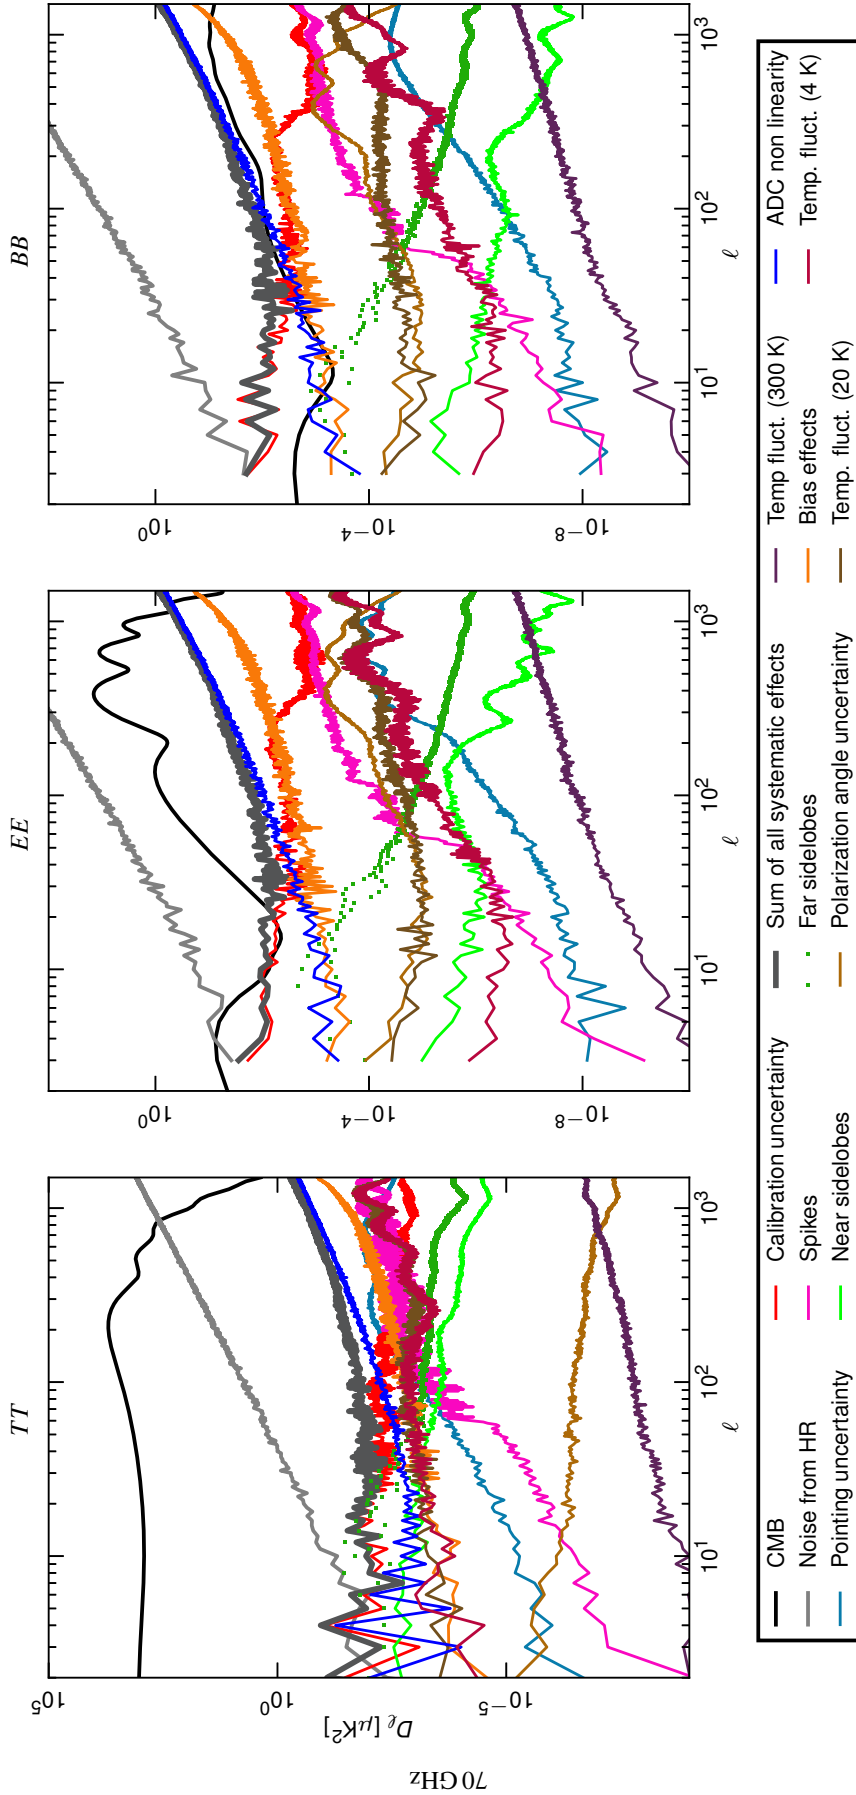 70 GHz
TT
EE
BB
D_ℓ [μK²]
10⁵
10⁰
10⁻⁵
10⁰
10⁻⁴
10⁻⁸
10⁰
10⁻⁴
10⁻⁸
10¹
10²
10³
10¹
10²
10³
10¹
10²
10³
ℓ
ℓ
ℓ
CMB
Calibration uncertainty
Sum of all systematic effects
Temp fluct. (300 K)
ADC non linearity
Noise from HR
Spikes
Far sidelobes
Bias effects
Temp. fluct. (4 K)
Pointing uncertainty
Near sidelobes
Polarization angle uncertainty
Temp. fluct. (20 K)